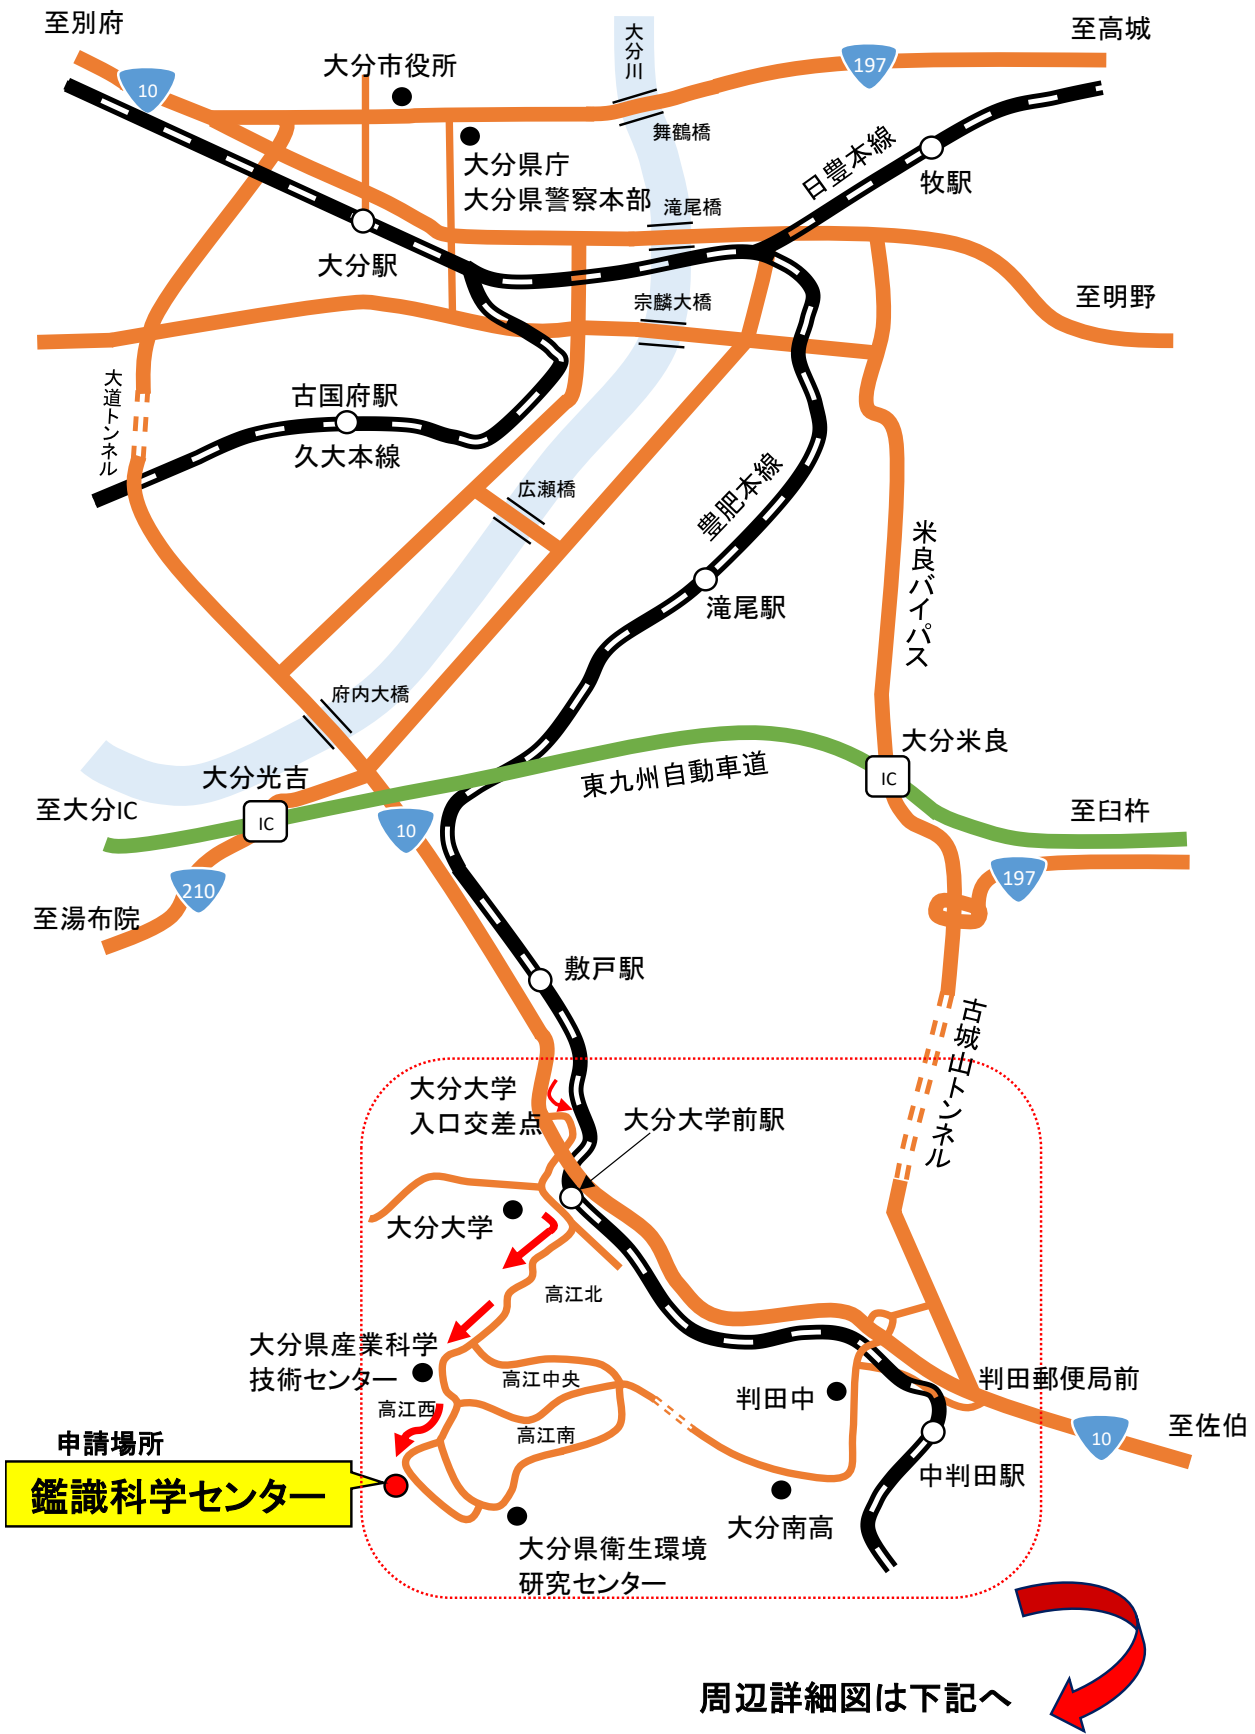 至別府
至高城
大分川
10
大分市役所
197
舞鶴橋
大分県庁
大分県警察本部
日豊本線
牧駅
滝尾橋
大分駅
宗麟大橋
至明野
大道トンネル
古国府駅
久大本線
広瀬橋
豊肥本線
米良バイパス
滝尾駅
府内大橋
大分米良
IC
大分光吉
東九州自動車道
至大分IC
IC
10
至臼杵
197
210
至湯布院
敷戸駅
古城山トンネル
大分大学
入口交差点
大分大学前駅
大分大学
高江北
大分県産業科学
技術センター
高江中央
高江西
高江南
判田中
判田郵便局前
10
至佐伯
申請場所
鑑識科学センター
中判田駅
大分南高
大分県衛生環境
研究センター
周辺詳細図は下記へ